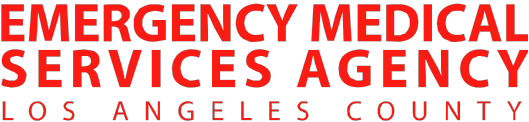 EMERGENCY MEDICAL
SERVICES AGENCY
LOS ANGELES COUNTY